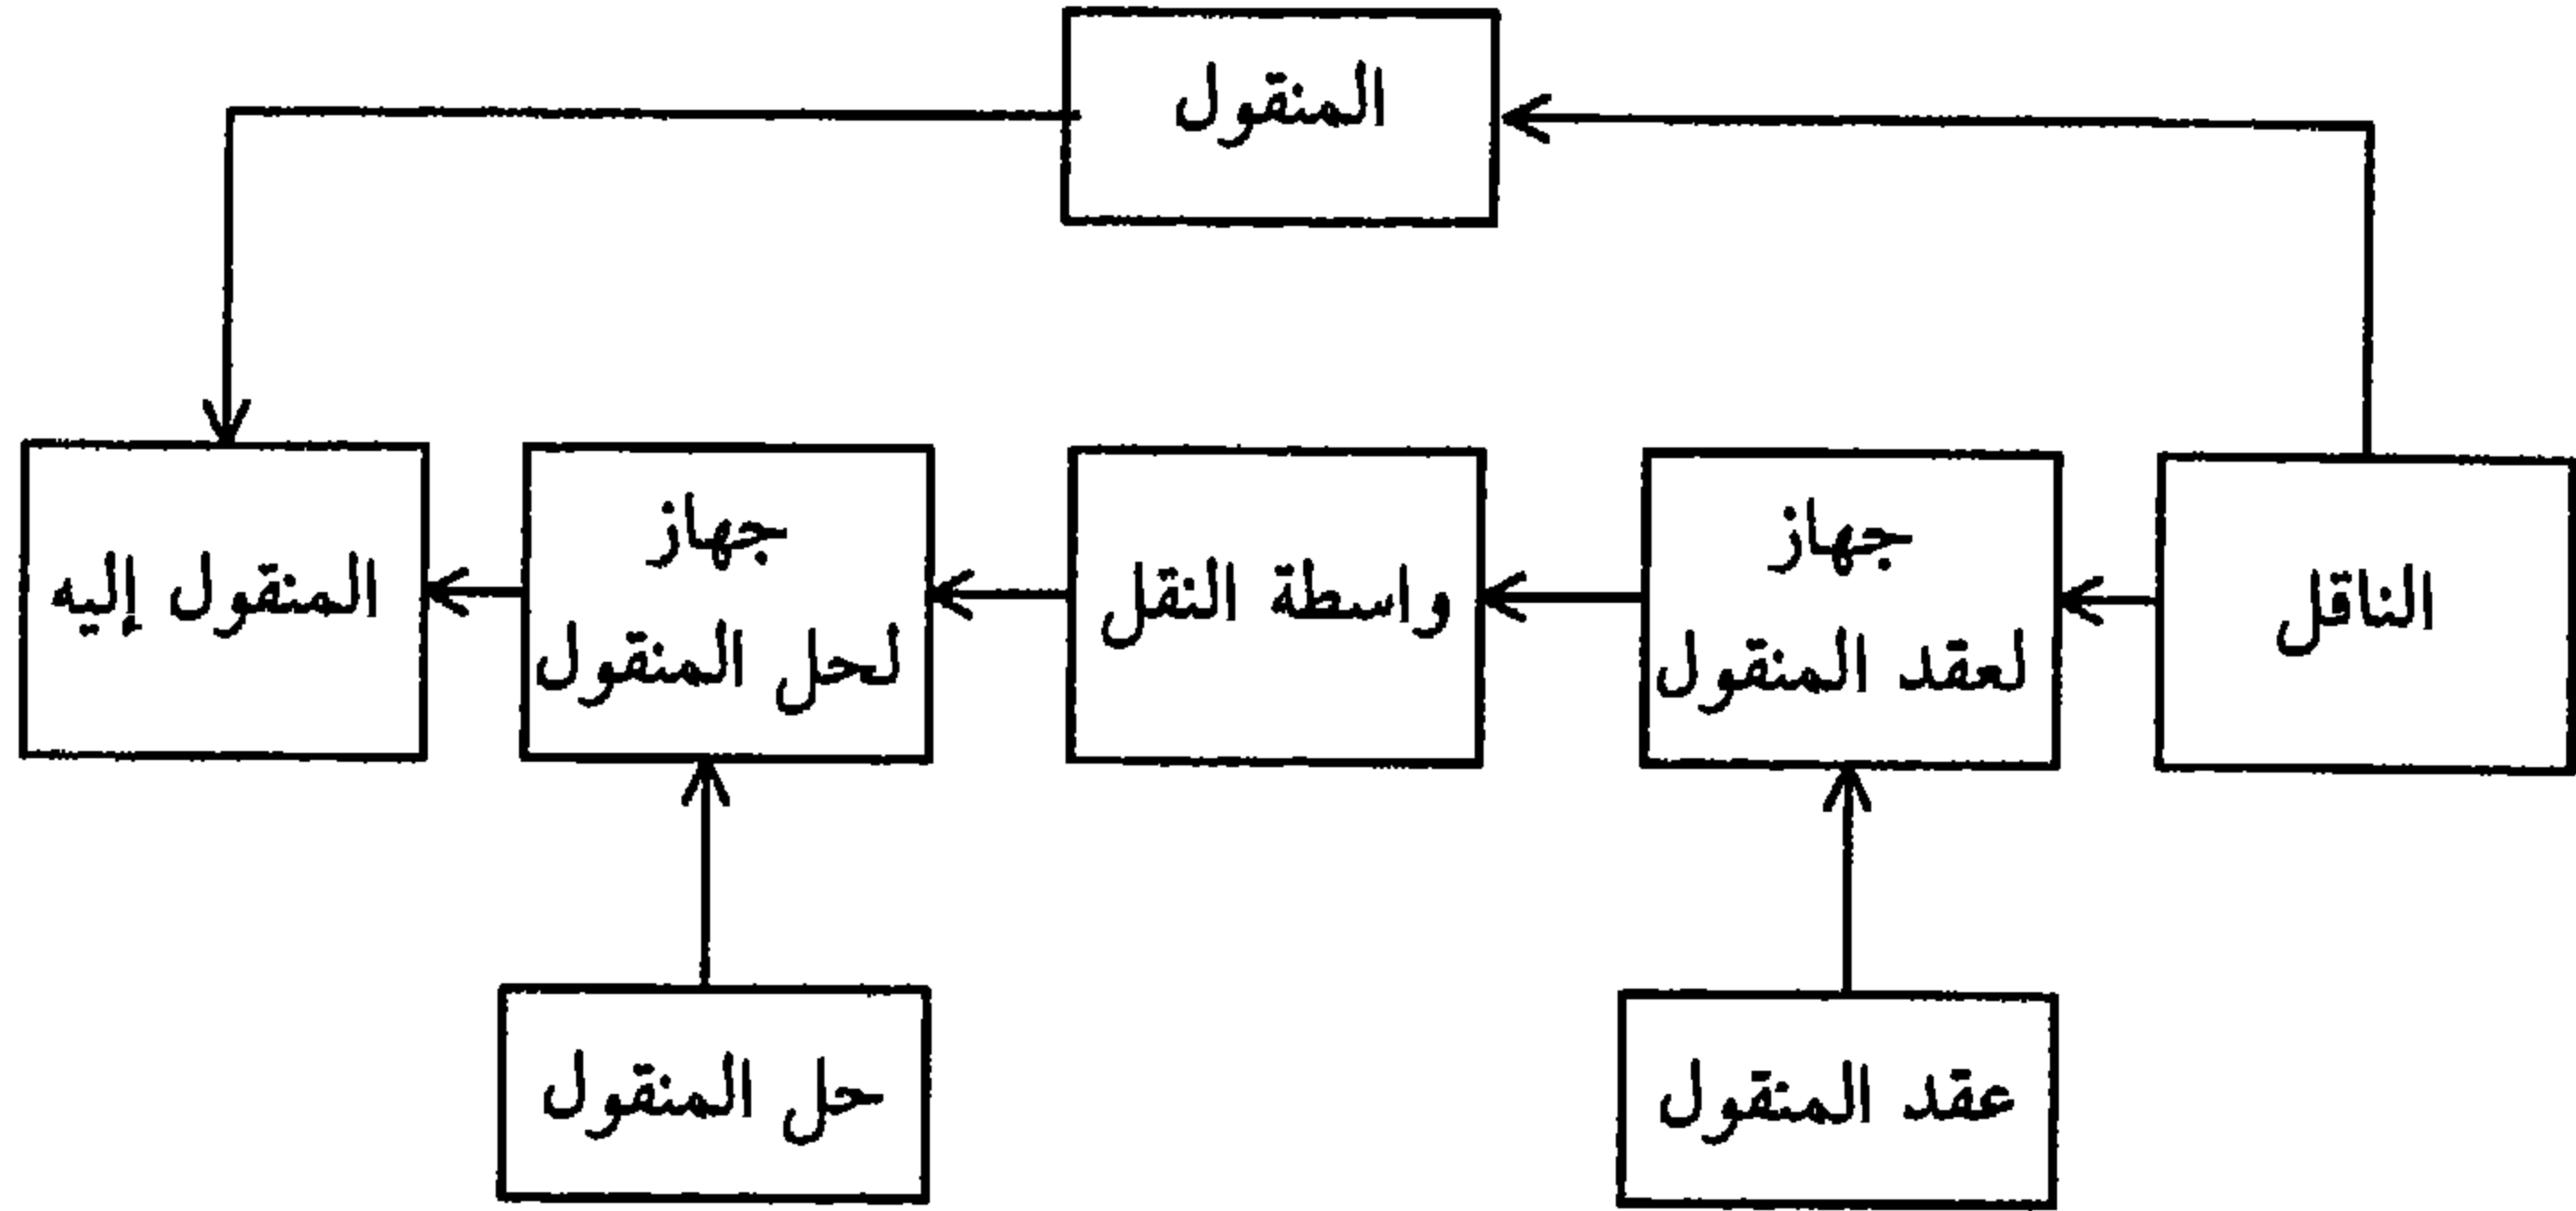 المنقول
الناقل
جهاز
لعقد المنقول
واسطة النقل
جهاز
لحل المنقول
المنقول إليه
عقد المنقول
حل المنقول